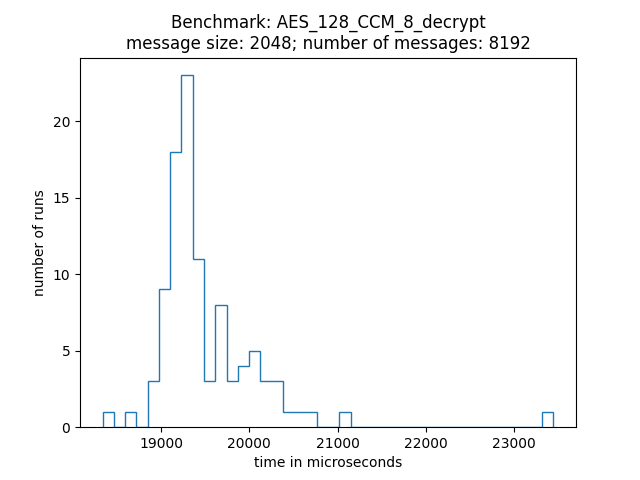 Benchmark: AES_128_CCM_8_decrypt
message size: 2048; number of messages: 8192
20
15
10
5
0
number of runs
19000 20000 21000 22000 23000
time in microseconds